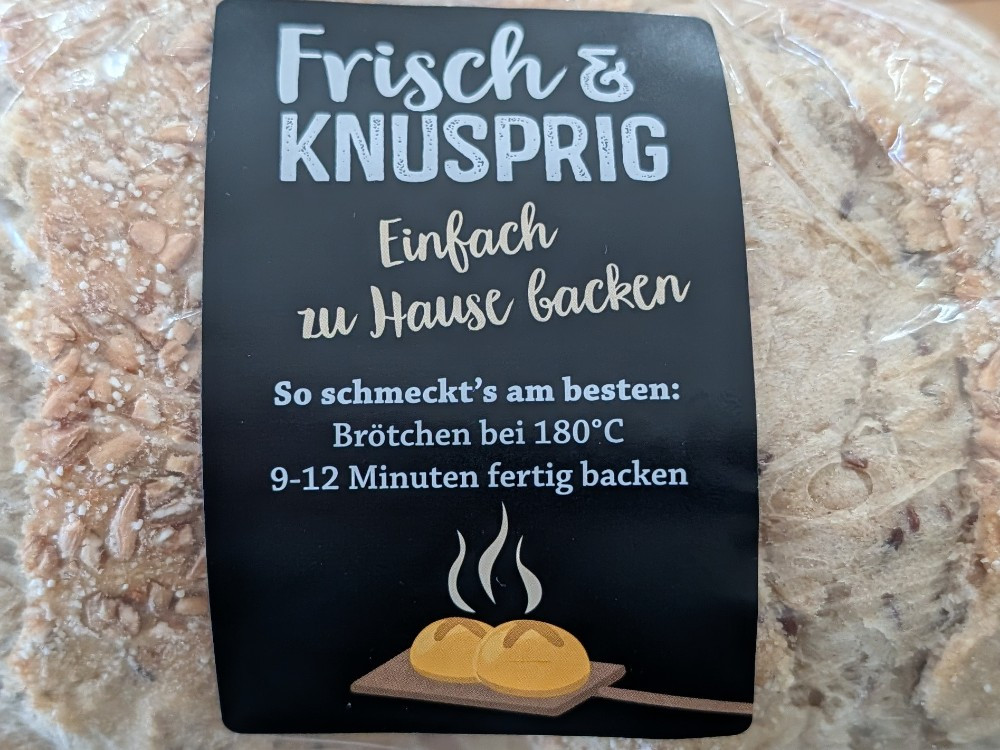 Frisch &
KNUSPRIG
Einfach
zu Hause backen
So schmeckt's am besten:
Brötchen bei 180°C
9-12 Minuten fertig backen